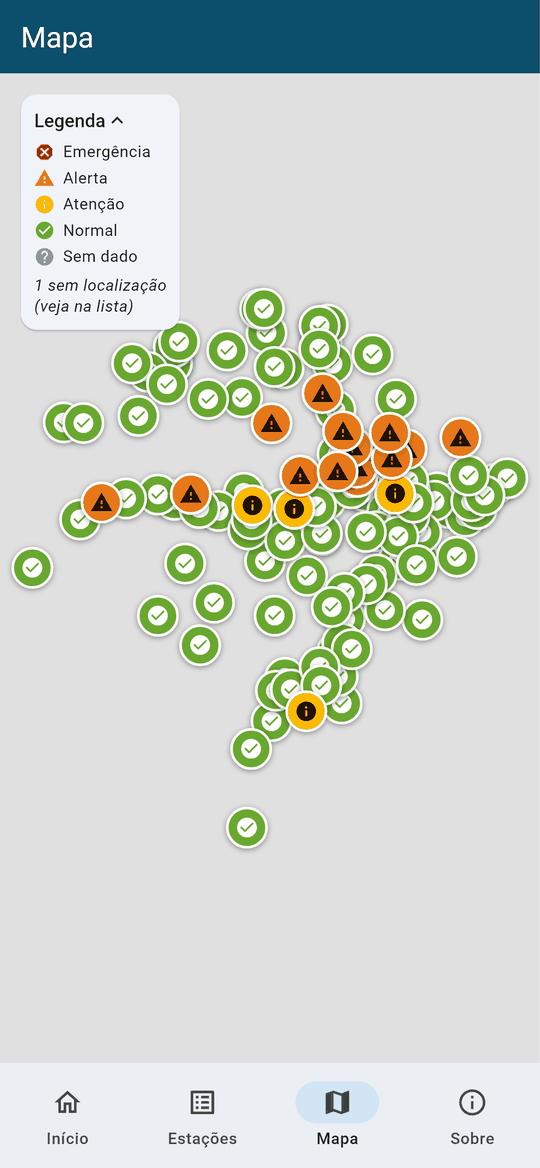 Mapa
Legenda
Emergência
Alerta
Atenção
Normal
Sem dado
1 sem localização
(veja na lista)
Início
Estações
Mapa
Sobre